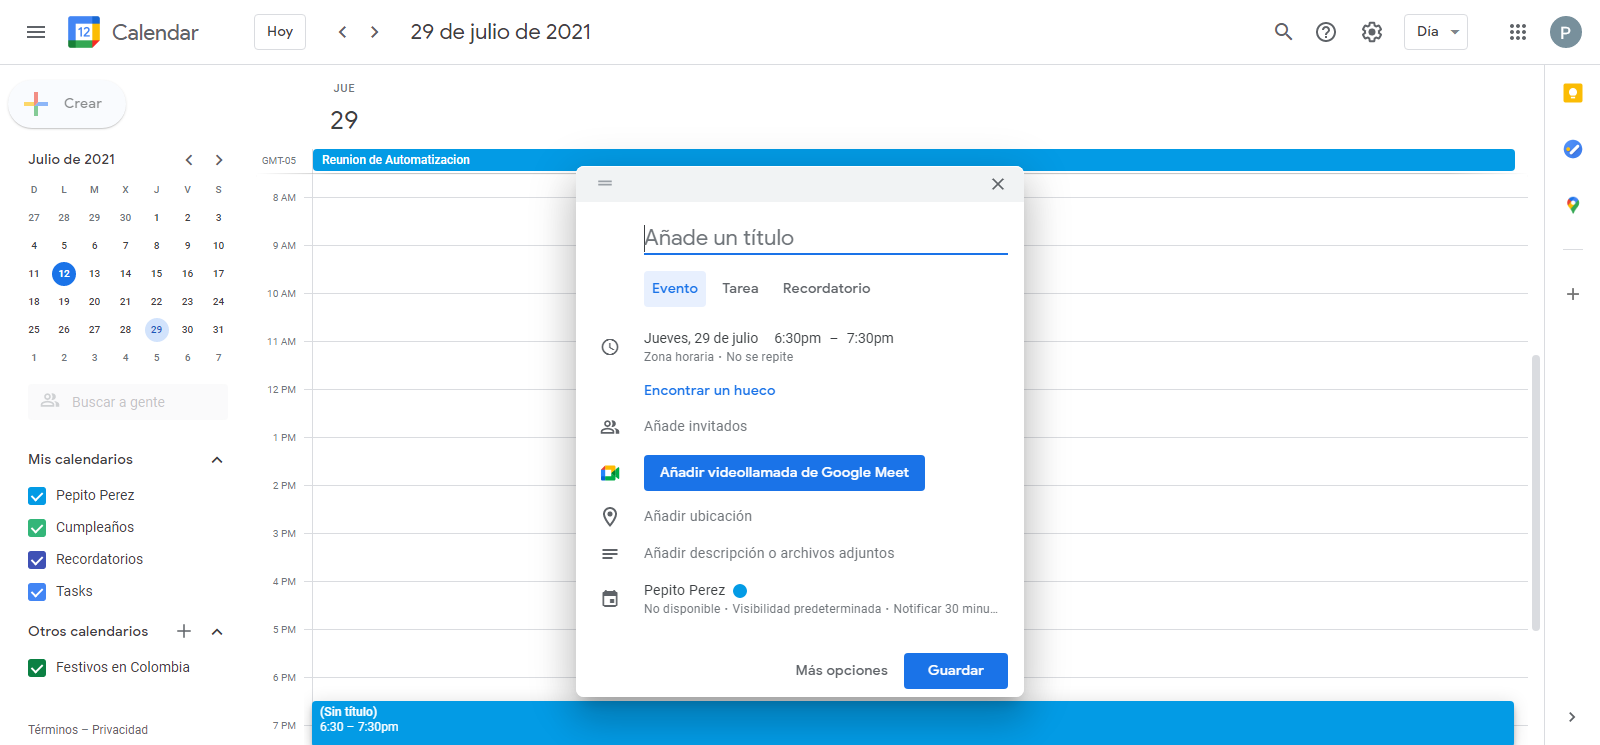 12
Calendar
Hoy
29 de julio de 2021
Día
P
Crear
JUE
29
Julio de 2021
D L M X J V S
27 28 29 30 1 2 3
4 5 6 7 8 9 10
11 12 13 14 15 16 17
18 19 20 21 22 23 24
25 26 27 28 29 30 31
1 2 3 4 5 6 7
Buscar a gente
Mis calendarios
Pepito Perez
Cumpleaños
Recordatorios
Tasks
Otros calendarios
Festivos en Colombia
Términos – Privacidad
GMT-05
Reunion de Automatizacion
8 AM
9 AM
10 AM
11 AM
12 PM
1 PM
2 PM
3 PM
4 PM
5 PM
6 PM
7 PM
Añade un título
Evento Tarea Recordatorio
Jueves, 29 de julio 6:30pm – 7:30pm
Zona horaria · No se repite
Encontrar un hueco
Añade invitados
Añadir videollamada de Google Meet
Añadir ubicación
Añadir descripción o archivos adjuntos
Pepito Perez
No disponible · Visibilidad predeterminada · Notificar 30 minu...
Más opciones Guardar
(Sin título)
6:30 – 7:30pm